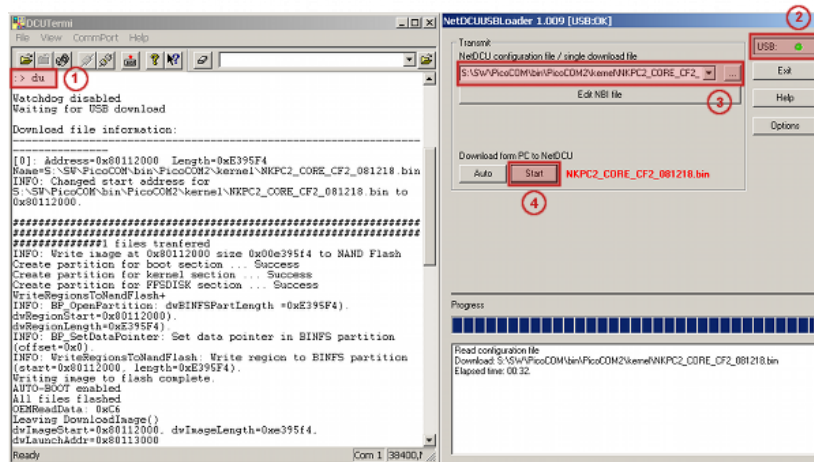 DCUTermi
File View CommPort Help
:> du
1
Watchdog disabled
Waiting for USB download
Download file information:
[0]: Address=0x80112000 Length=0xE395F4
Name=S:\SW\PicoCOM\bin\PicoCOM2\kernel\NKPC2_CORE_CF2_081218.bin
INFO: Changed start address for
S:\SW\PicoCOM\bin\PicoCOM2\kernel\NKPC2_CORE_CF2_081218.bin to
0x80112000.
################################################################
################################################################
##############1 files tranfered
INFO: Write image at 0x80112000 size 0x00e395f4 to NAND Flash
Create partition for boot section ... Success
Create partition for kernel section ... Success
Create partition for FFSDISK section ... Success
WriteRegionsToNandFlash+
INFO: BP_OpenPartition: dwBINFSPartLength =0xE395F4).
dwRegionStart=0x80112000).
dwRegionLength=0xE395F4).
INFO: BP_SetDataPointer: Set data pointer in BINFS partition
(offset=0x0).
INFO: WriteRegionsToNandFlash: Write region to BINFS partition
(start=0x80112000, length=0xE395F4).
Writing image to flash complete.
AUTO-BOOT enabled
All files flashed
OEMReadData: 0xC6
Leaving DownloadImage()
dwImageStart=0x80112000, dwImageLength=0xe395f4,
dwLaunchAddr=0x80113000
Ready
Com 1
38400,
NetDCUUSBLoader 1.009 [USB:OK]
2
USB:
Transmit
NetDCU configuration file / single download file
S:\SW\PicoCOM\bin\PicoCOM2\kernel\NKPC2_CORE_CF2_
...
Exit
Edit NBI file
3
Help
Options
Download form PC to NetDCU
Auto
Start
NKPC2_CORE_CF2_081218.bin
4
Progress
Read configuration file
Download: S:\SW\PicoCOM\bin\PicoCOM2\kernel\NKPC2_CORE_CF2_081218.bin
Elapsed time: 00:32.